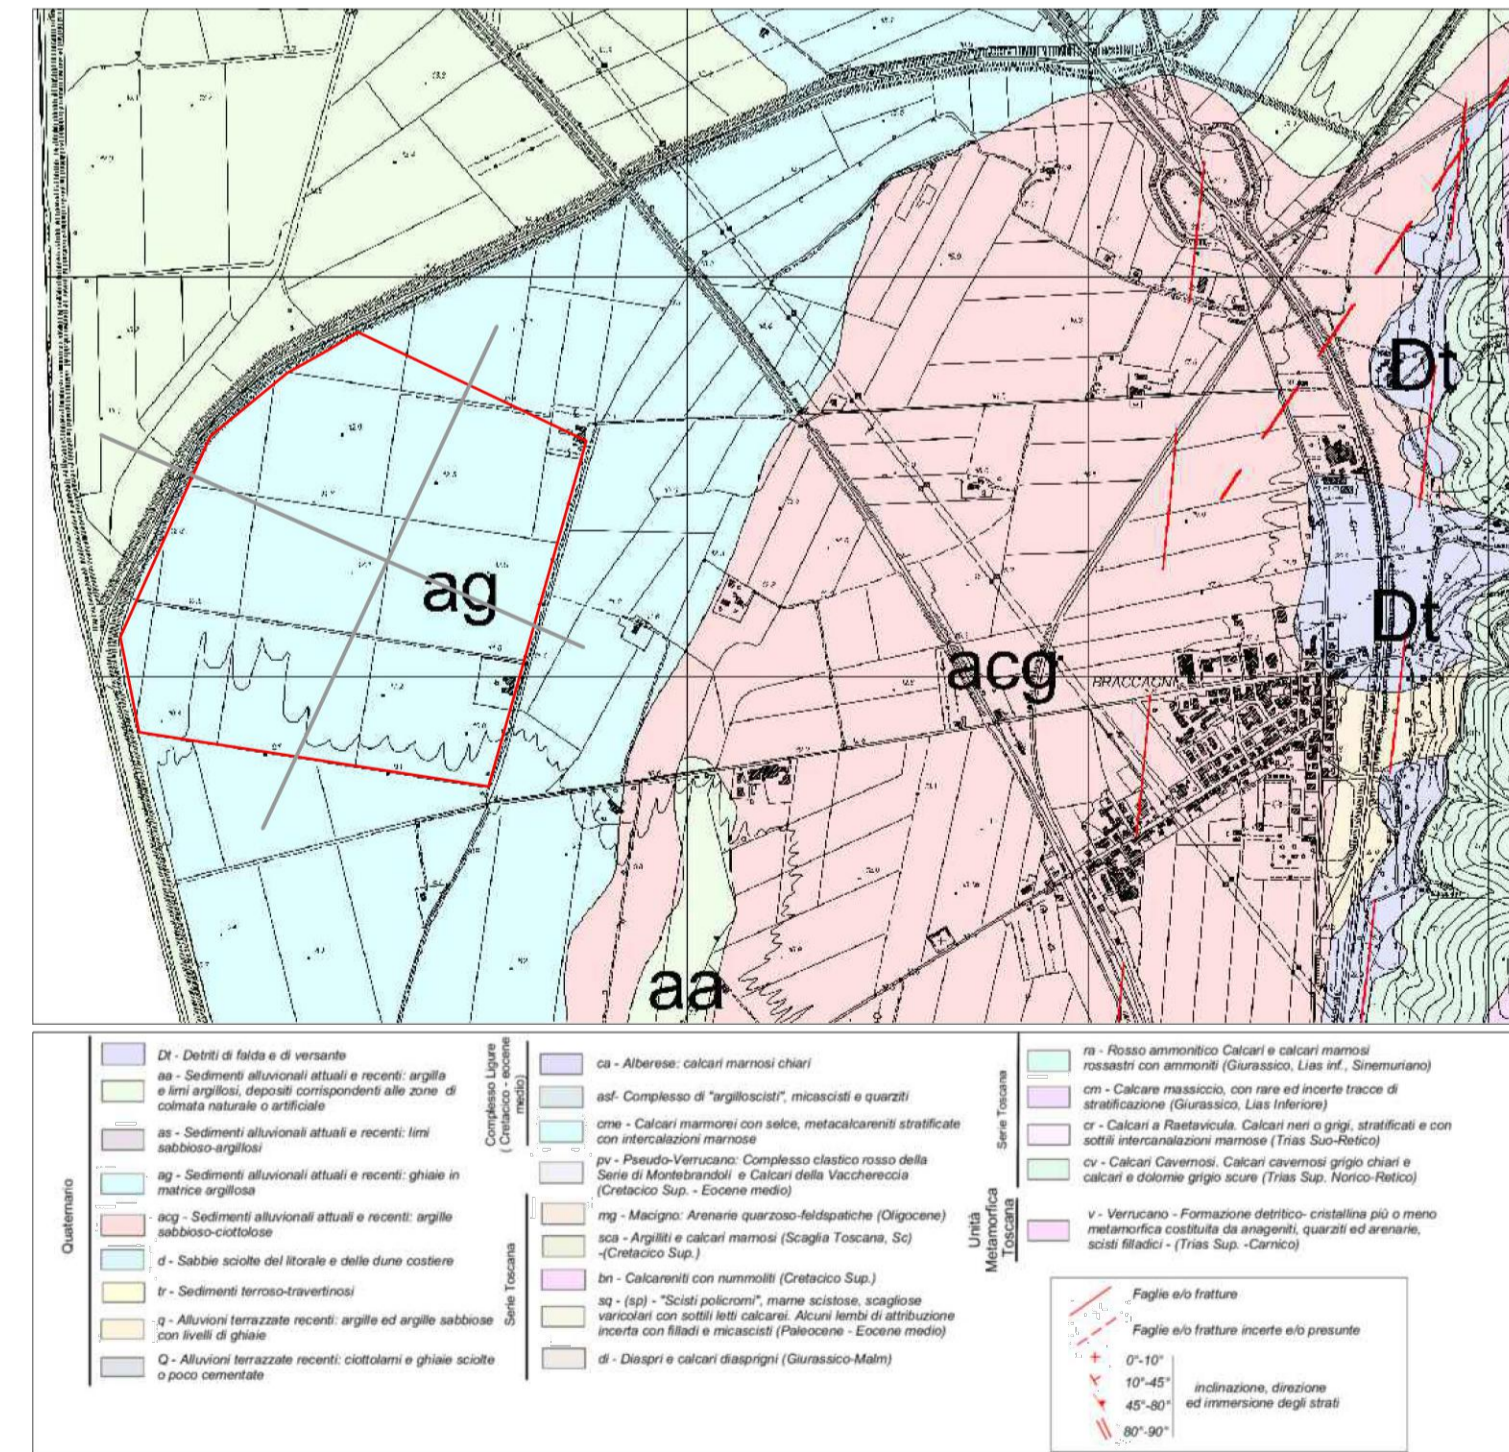 Dt
ag
Dt
acg
BRACCAGNI
aa
Quaternario
Dt - Detriti di falda e di versante
aa - Sedimenti alluvionali attuali e recenti: argilla
e limi argillosi, depositi corrispondenti alle zone di
colmata naturale o artificiale
as - Sedimenti alluvionali attuali e recenti: limi
sabbioso-argillosi
ag - Sedimenti alluvionali attuali e recenti: ghiaie in
matrice argillosa
acg - Sedimenti alluvionali attuali e recenti: argille
sabbioso-ciottolose
d - Sabbie sciolte del litorale e delle dune costiere
tr - Sedimenti terroso-travertinosi
q - Alluvioni terrazzate recenti: argille ed argille sabbiose
con livelli di ghiaie
Q - Alluvioni terrazzate recenti: ciottolami e ghiaie sciolte
o poco cementate
Complesso Ligure
( Cretacico - eocene
medio)
ca - Alberese: calcari marnosi chiari
asf- Complesso di "argilloscisti", micascisti e quarziti
cme - Calcari marmorei con selce, metacalcareniti stratificate
con intercalazioni marnose
pv - Pseudo-Verrucano: Complesso clastico rosso della
Serie di Montebrandoli e Calcari della Vacchereccia
(Cretacico Sup. - Eocene medio)
Serie Toscana
mg - Macigno: Arenarie quarzoso-feldspatiche (Oligocene)
sca - Argilliti e calcari marnosi (Scaglia Toscana, Sc)
-(Cretacico Sup.)
bn - Calcareniti con nummoliti (Cretacico Sup.)
sq - (sp) - "Scisti policromi", marne scistose, scagliose
varicolari con sottili letti calcarei. Alcuni lembi di attribuzione
incerta con filladi e micascisti (Paleocene - Eocene medio)
di - Diaspri e calcari diasprigni (Giurassico-Malm)
Serie Toscana
ra - Rosso ammonitico Calcari e calcari marnosi
rossastri con ammoniti (Giurassico, Lias inf., Sinemuriano)
cm - Calcare massiccio, con rare ed incerte tracce di
stratificazione (Giurassico, Lias Inferiore)
cr - Calcari a Raetavicula. Calcari neri o grigi, stratificati e con
sottili intercanalazioni marnose (Trias Suo-Retico)
cv - Calcari Cavernosi. Calcari cavernosi grigio chiari e
calcari e dolomie grigio scure (Trias Sup. Norico-Retico)
Unità
Metamorfica
Toscana
v - Verrucano - Formazione detritico- cristallina più o meno
metamorfica costituita da anageniti, quarziti ed arenarie,
scisti filladici - (Trias Sup. -Carnico)
Faglie e/o fratture
Faglie e/o fratture incerte e/o presunte
0°-10°
10°-45°
45°-80°
80°-90°
inclinazione, direzione
ed immersione degli strati